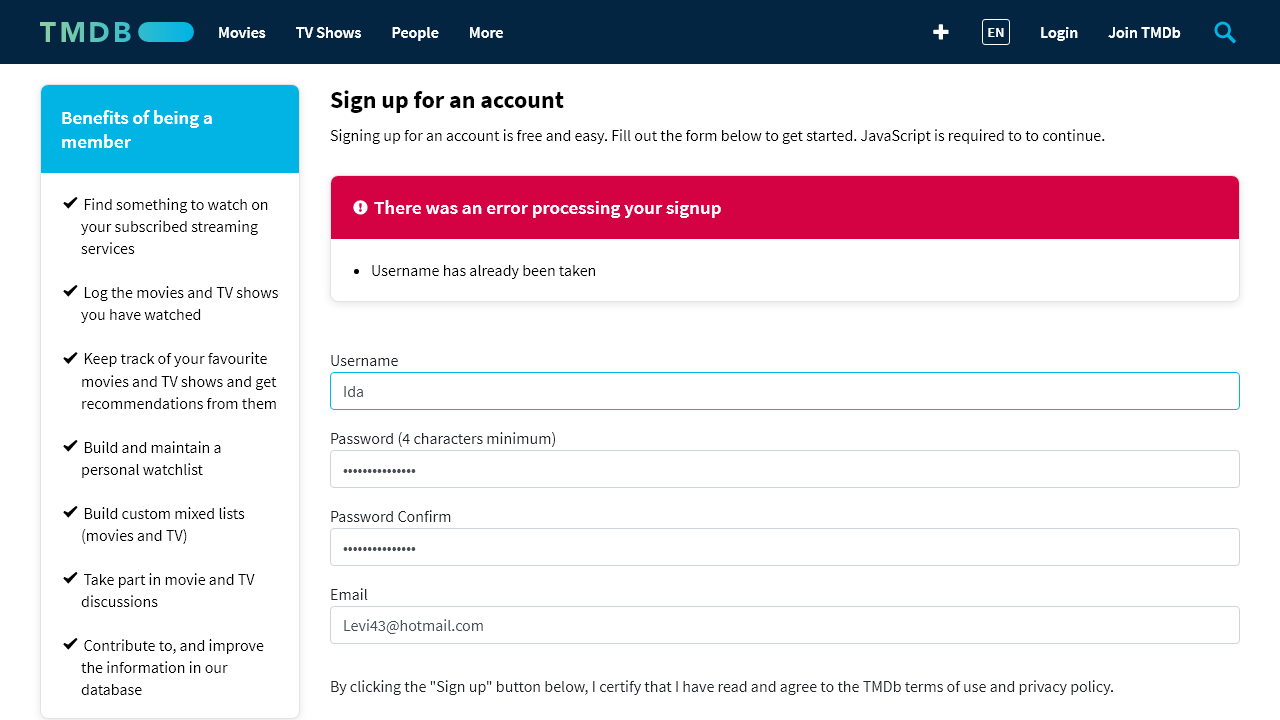 TMDB
Movies
TV Shows
People
More
EN
Login
Join TMDb
Benefits of being a
member
Find something to watch on
your subscribed streaming
services
Log the movies and TV shows
you have watched
Keep track of your favourite
movies and TV shows and get
recommendations from them
Build and maintain a
personal watchlist
Build custom mixed lists
(movies and TV)
Take part in movie and TV
discussions
Contribute to, and improve
the information in our
database
Sign up for an account
Signing up for an account is free and easy. Fill out the form below to get started. JavaScript is required to to continue.
There was an error processing your signup
Username has already been taken
Username
Ida
Password (4 characters minimum)
•••••••••••••••
Password Confirm
•••••••••••••••
Email
Levi43@hotmail.com
By clicking the "Sign up" button below, I certify that I have read and agree to the TMDb terms of use and privacy policy.